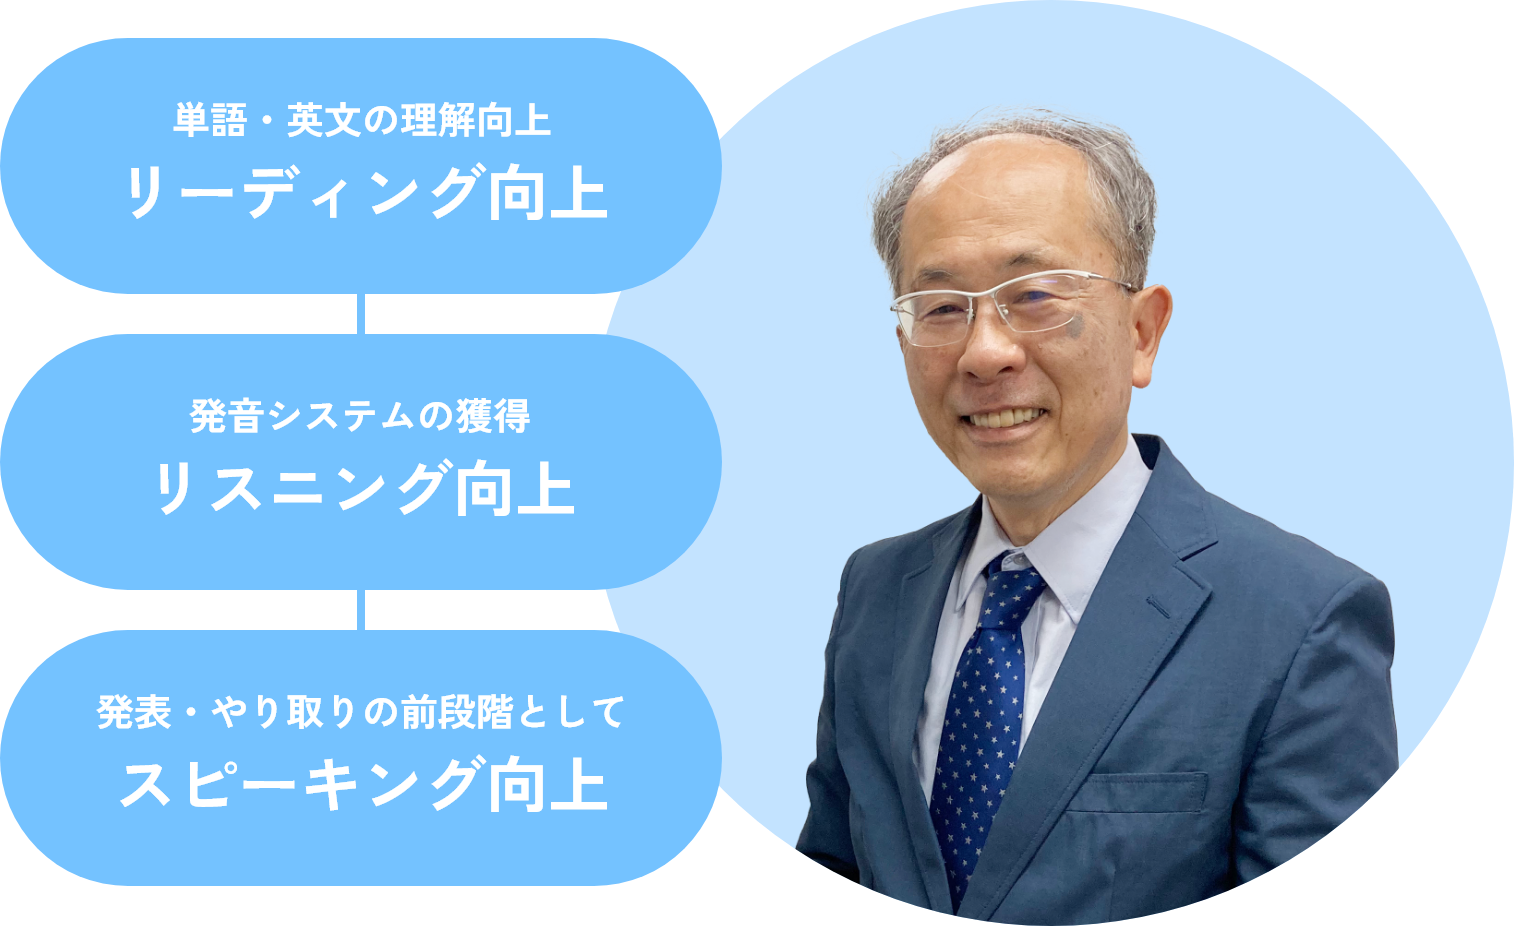 単語・英文の理解向上
リーディング向上
発音システムの獲得
リスニング向上
発表・やり取りの前段階として
スピーキング向上